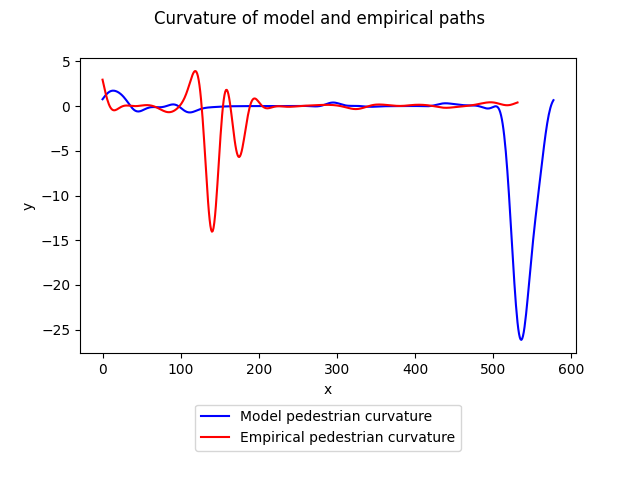 Curvature of model and empirical paths
5
0
−5
−10
−15
−20
−25
y
0 100 200 300 400 500 600
x
Model pedestrian curvature
Empirical pedestrian curvature